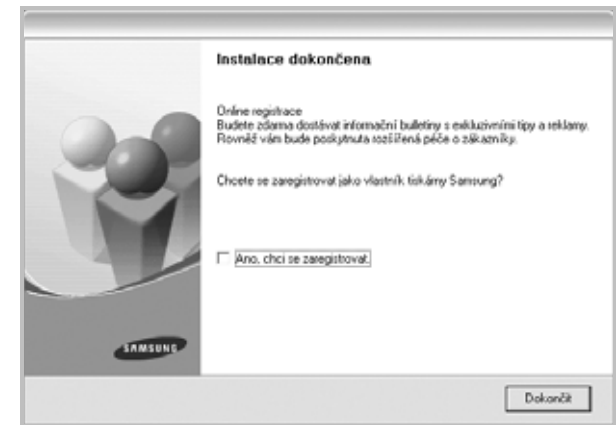 Instalace dokončena
Online registrace
Budete zdarma dostávat informační bulletiny s exkluzivními tipy a reklamy.
Rovněž vám bude poskytnuta rozšířená péče o zákazníky.
Chcete se zaregistrovat jako vlastník tiskárny Samsung?
Ano, chci se zaregistrovat.
SAMSUNG
Dokončit